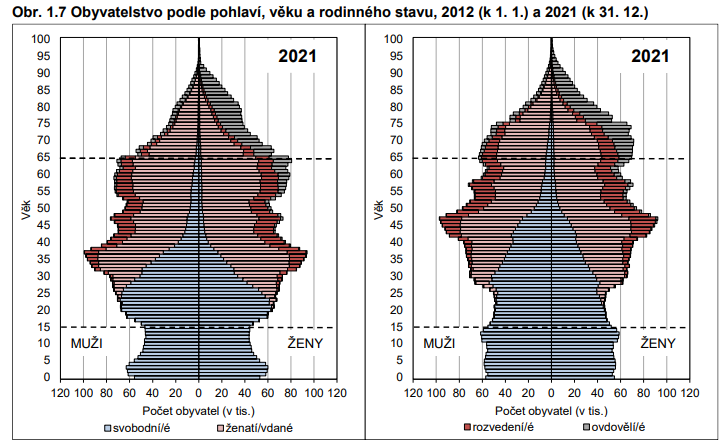 Obr. 1.7 Obyvatelstvo podle pohlaví, věku a rodinného stavu, 2012 (k 1. 1.) a 2021 (k 31. 12.)
2021
100
95
90
85
80
75
70
65
60
55
50
45
40
35
30
25
20
15
10
5
0
Věk
MUŽI
ŽENY
120 100 80 60 40 20 0 20 40 60 80 100 120
Počet obyvatel (v tis.)
svobodní/é
ženatí/vdané
2021
100
95
90
85
80
75
70
65
60
55
50
45
40
35
30
25
20
15
10
5
0
Věk
MUŽI
ŽENY
120 100 80 60 40 20 0 20 40 60 80 100 120
Počet obyvatel (v tis.)
rozvedení/é
ovdovělí/é